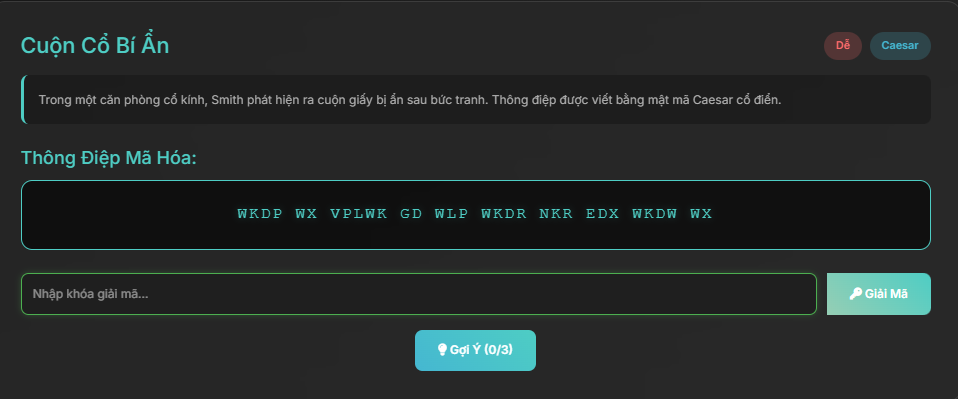 Cuộn Cổ Bí Ẩn
Dễ
Caesar
Trong một căn phòng cổ kính, Smith phát hiện ra cuộn giấy bị ẩn sau bức tranh. Thông điệp được viết bằng mật mã Caesar cổ điển.
Thông Điệp Mã Hóa:
WKDP WX VPLWK GD WLP WKDR NKR EDX WKDW WX
Nhập khóa giải mã...
Giải Mã
Gợi Ý (0/3)